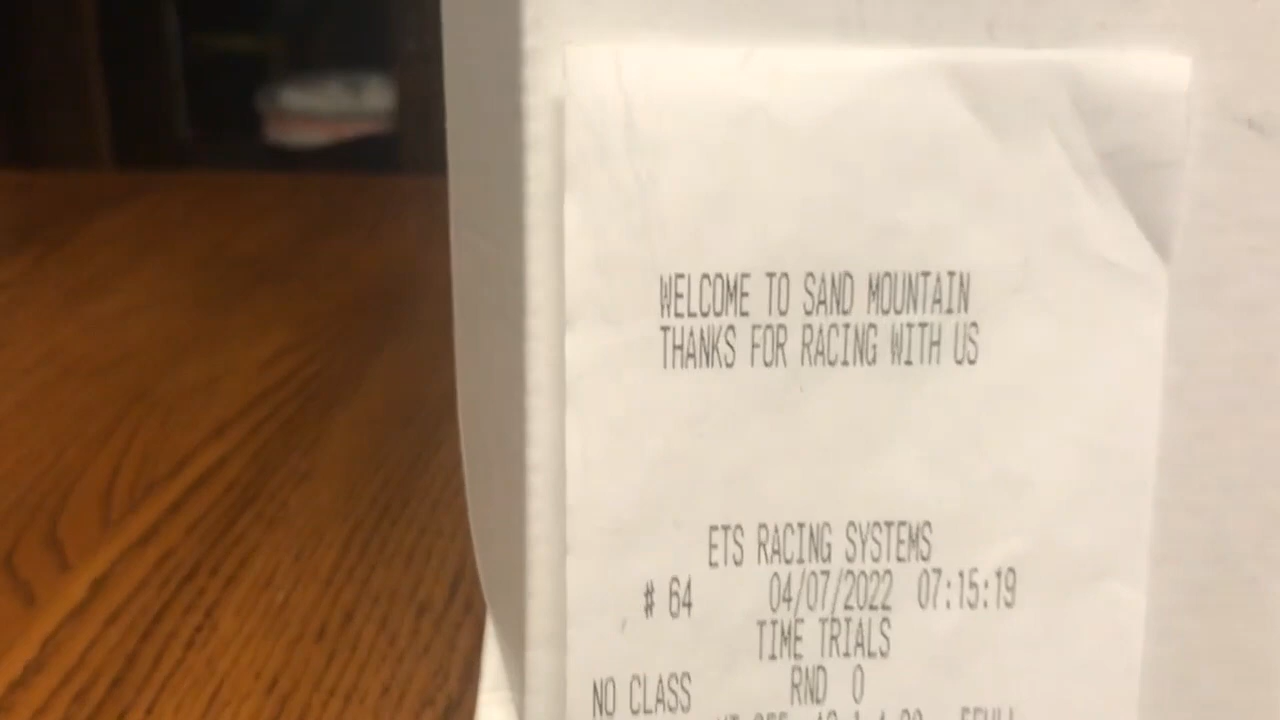 WELCOME TO SAND MOUNTAIN
THANKS FOR RACING WITH US
ETS RACING SYSTEMS
# 64 04/07/2022 07:15:19
TIME TRIALS
NO CLASS RND 0